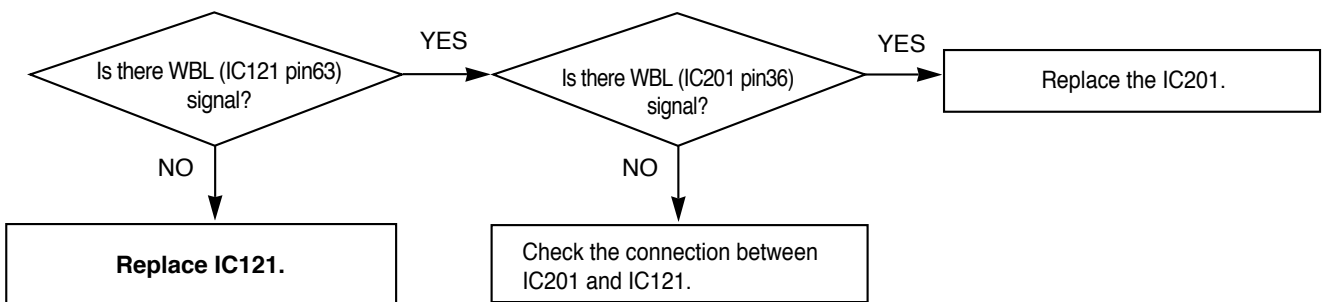 Is there WBL (IC121 pin63)
signal?
YES
Is there WBL (IC201 pin36)
signal?
YES
Replace the IC201.
NO
NO
Replace IC121.
Check the connection between
IC201 and IC121.